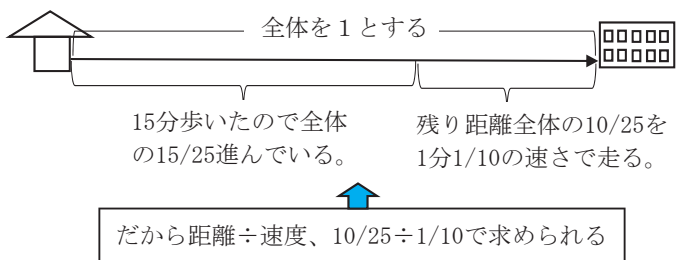 全体を１とする
15分歩いたので全体
の15/25進んでいる。
残り距離全体の10/25を
1分1/10の速さで走る。
だから距離÷速度、10/25÷1/10で求められる